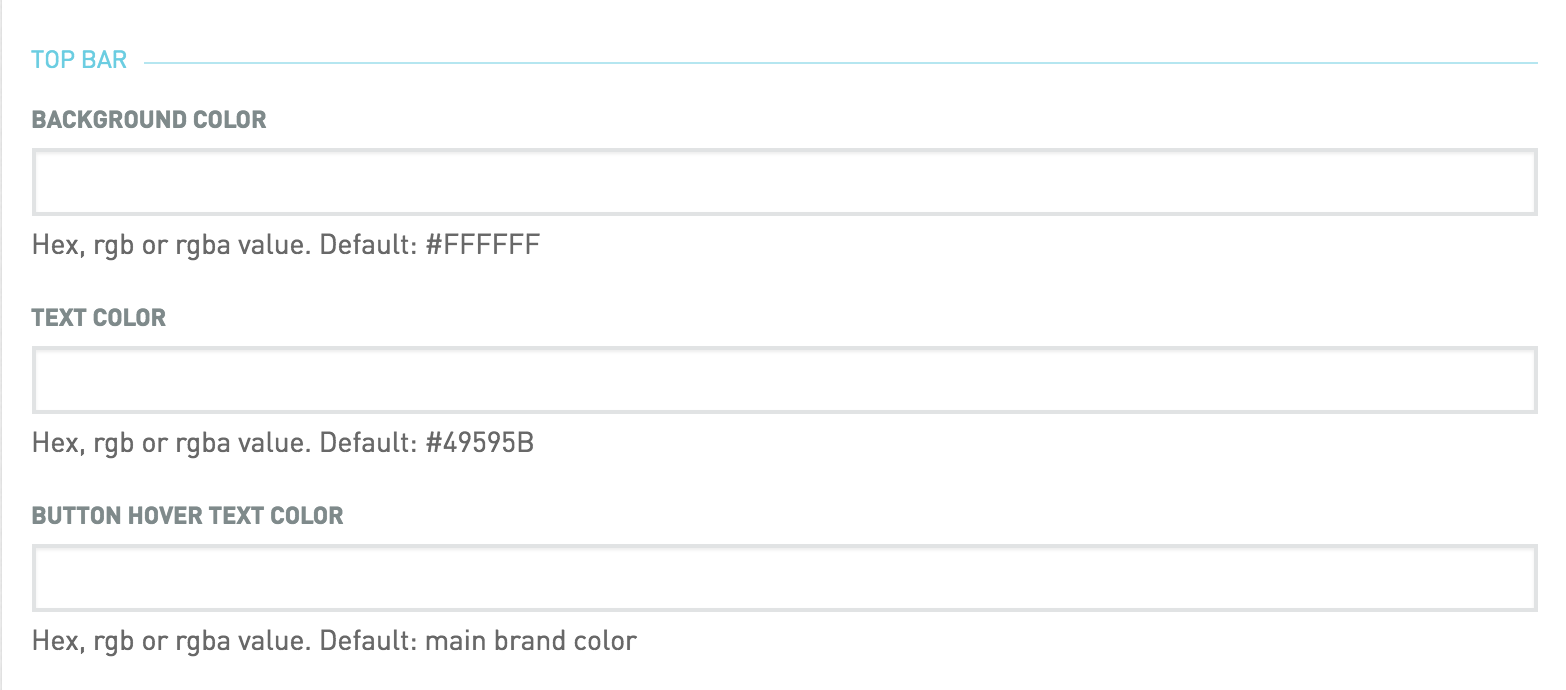 TOP BAR
BACKGROUND COLOR
Hex, rgb or rgba value. Default: #FFFFFF
TEXT COLOR
Hex, rgb or rgba value. Default: #49595B
BUTTON HOVER TEXT COLOR
Hex, rgb or rgba value. Default: main brand color